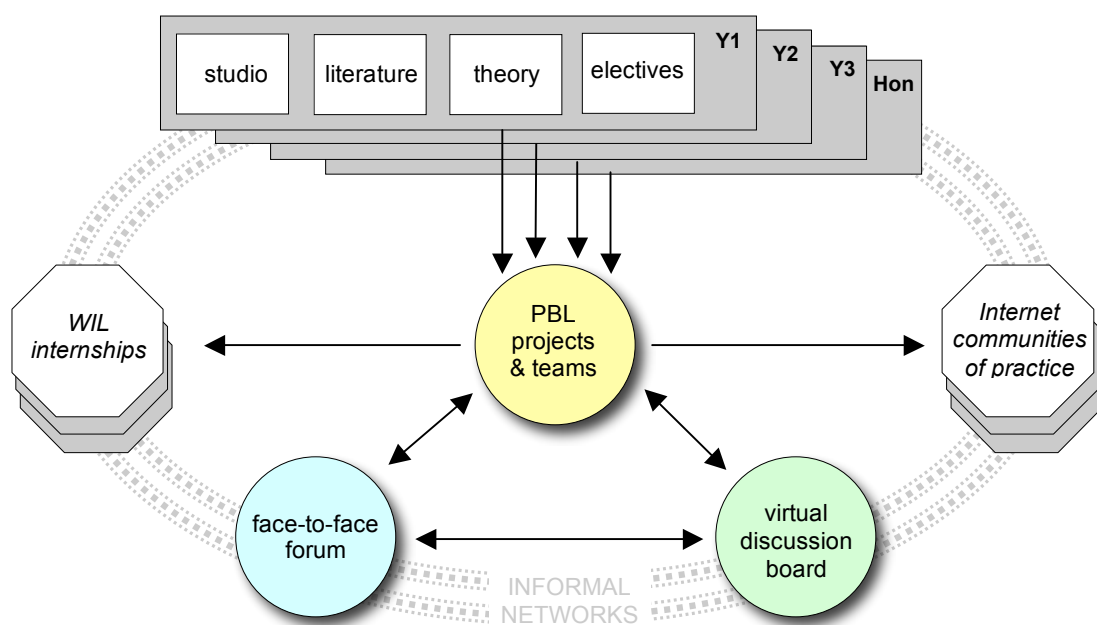 Y1
studio
literature
theory
electives
Y2
Y3
Hon
WIL
internships
PBL
projects
& teams
Internet
communities
of practice
face-to-face
forum
virtual
discussion
board
INFORMAL
NETWORKS